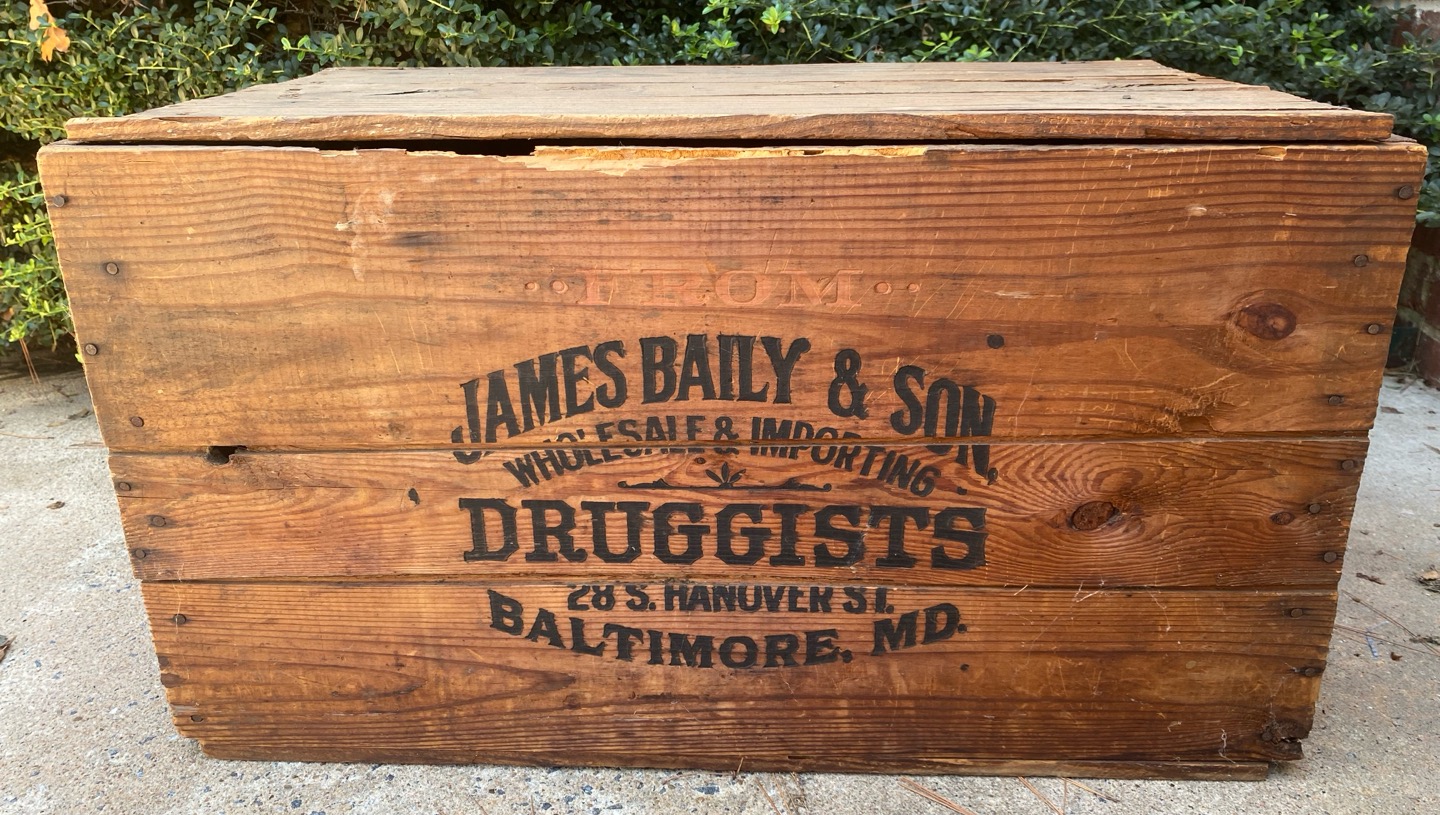 ··FROM··
JAMES BAILY & SON,
WHOLESALE & IMPORTING
DRUGGISTS
28 S. HANOVER ST.
BALTIMORE, MD.